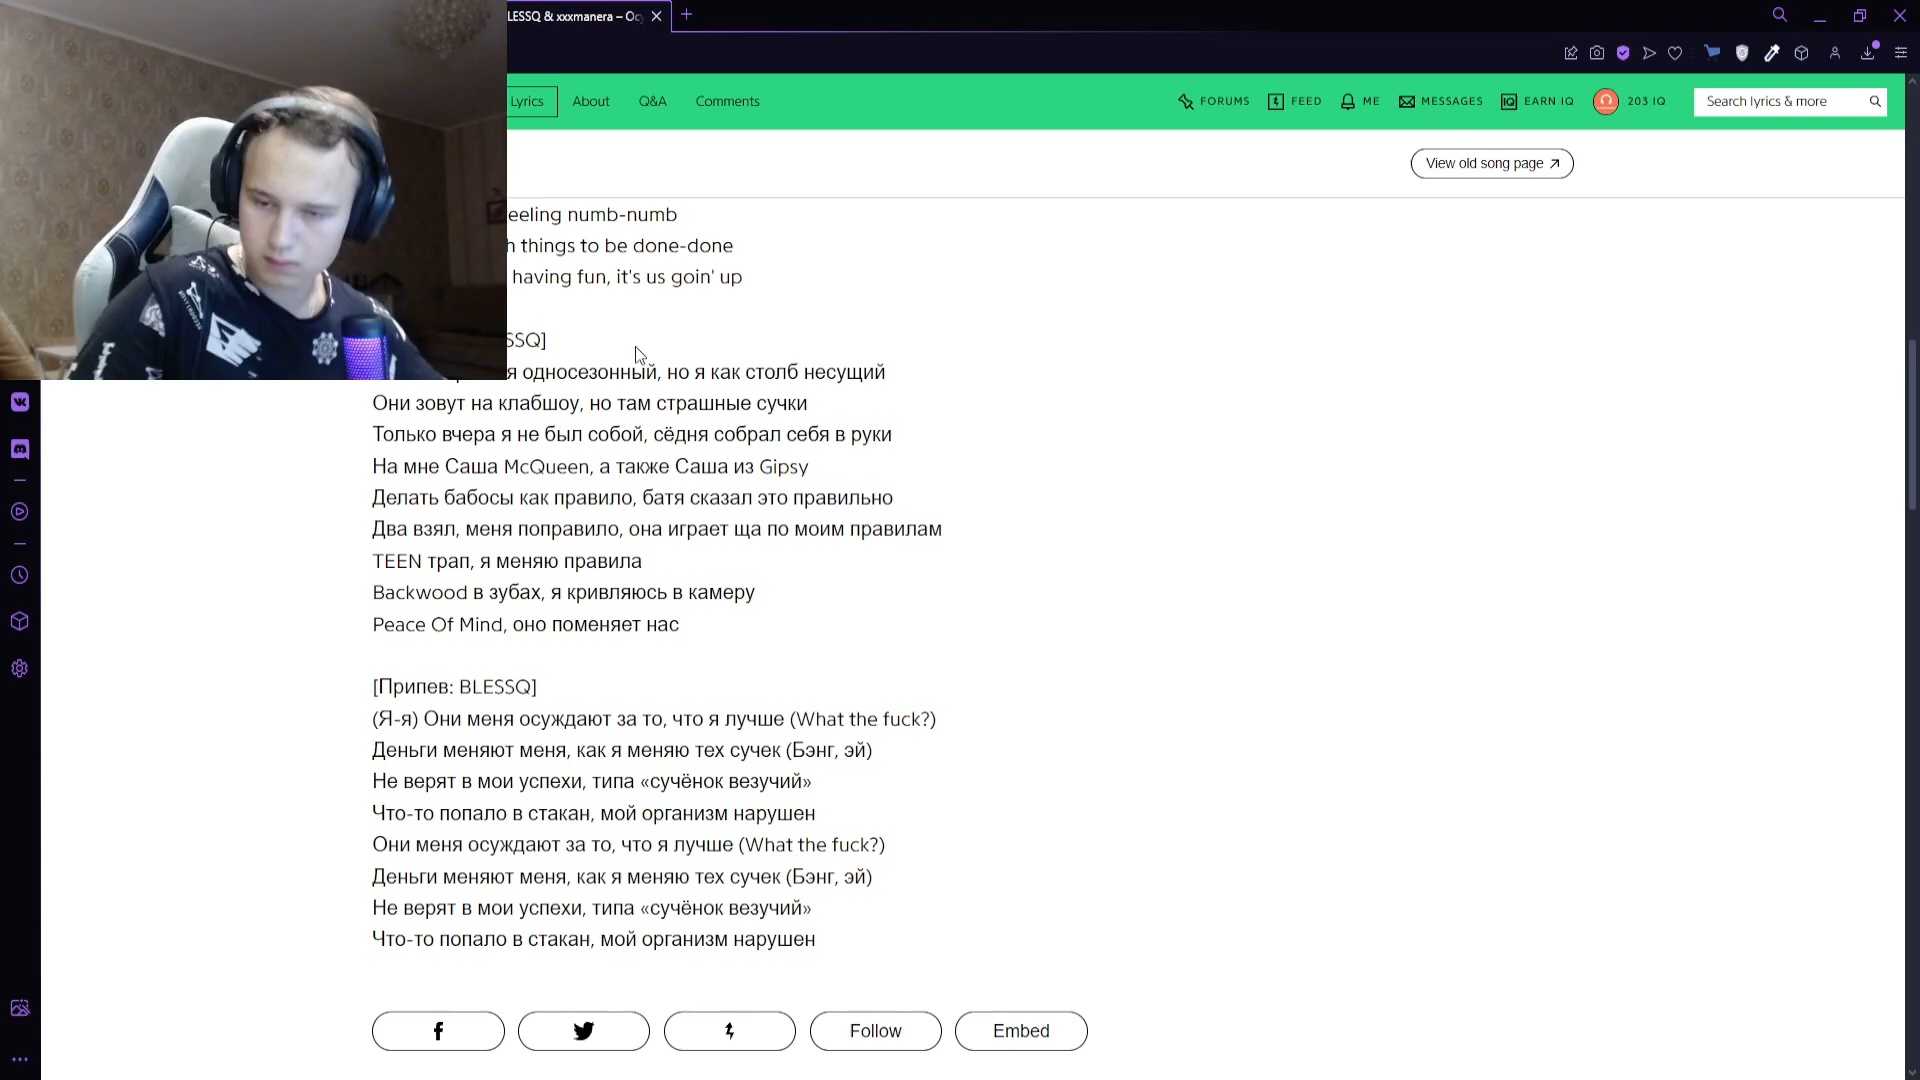 LESSQ & xxxmanera – Ос
Lyrics
About
Q&A
Comments
FORUMS
FEED
ME
MESSAGES
EARN IQ
203 IQ
Search lyrics & more
View old song page
eeling numb-numb
h things to be done-done
having fun, it's us goin' up
SSQ]
я односезонный, но я как столб несущий
Они зовут на клабшоу, но там страшные сучки
Только вчера я не был собой, сёдня собрал себя в руки
На мне Саша McQueen, а также Саша из Gipsy
Делать бабосы как правило, батя сказал это правильно
Два взял, меня поправило, она играет ща по моим правилам
TEEN трап, я меняю правила
Backwood в зубах, я кривляюсь в камеру
Peace Of Mind, оно поменяет нас
[Припев: BLESSQ]
(Я-я) Они меня осуждают за то, что я лучше (What the fuck?)
Деньги меняют меня, как я меняю тех сучек (Бэнг, эй)
Не верят в мои успехи, типа «сучёнок везучий»
Что-то попало в стакан, мой организм нарушен
Они меня осуждают за то, что я лучше (What the fuck?)
Деньги меняют меня, как я меняю тех сучек (Бэнг, эй)
Не верят в мои успехи, типа «сучёнок везучий»
Что-то попало в стакан, мой организм нарушен
Follow
Embed